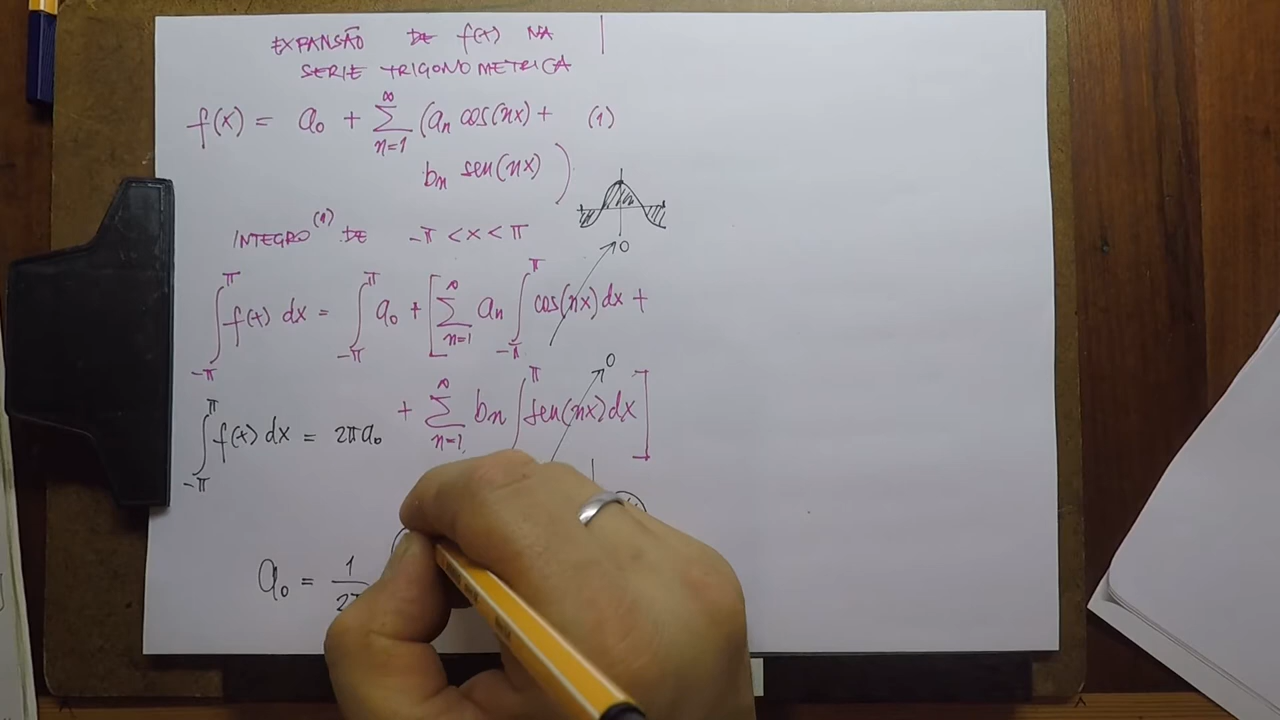 EXPANSÃO DE f(x) NA
SERIE TRIGONOMETRICA
f(x) = a₀ + ∑ₙ₌₁^∞ (aₙ cos(nx) + (1)
bₙ sen(nx) )
INTEGRO⁽¹⁾ DE -π < x < π
∫₋π^π f(x) dx = ∫₋π^π a₀ + [ ∑ₙ₌₁^∞ aₙ ∫₋π^π cos(nx) dx + 0
+ ∑ₙ₌₁^∞ bₙ ∫^π sen(nx) dx ] 0
∫₋π^π f(x) dx = 2πa₀
a₀ = 1/2π